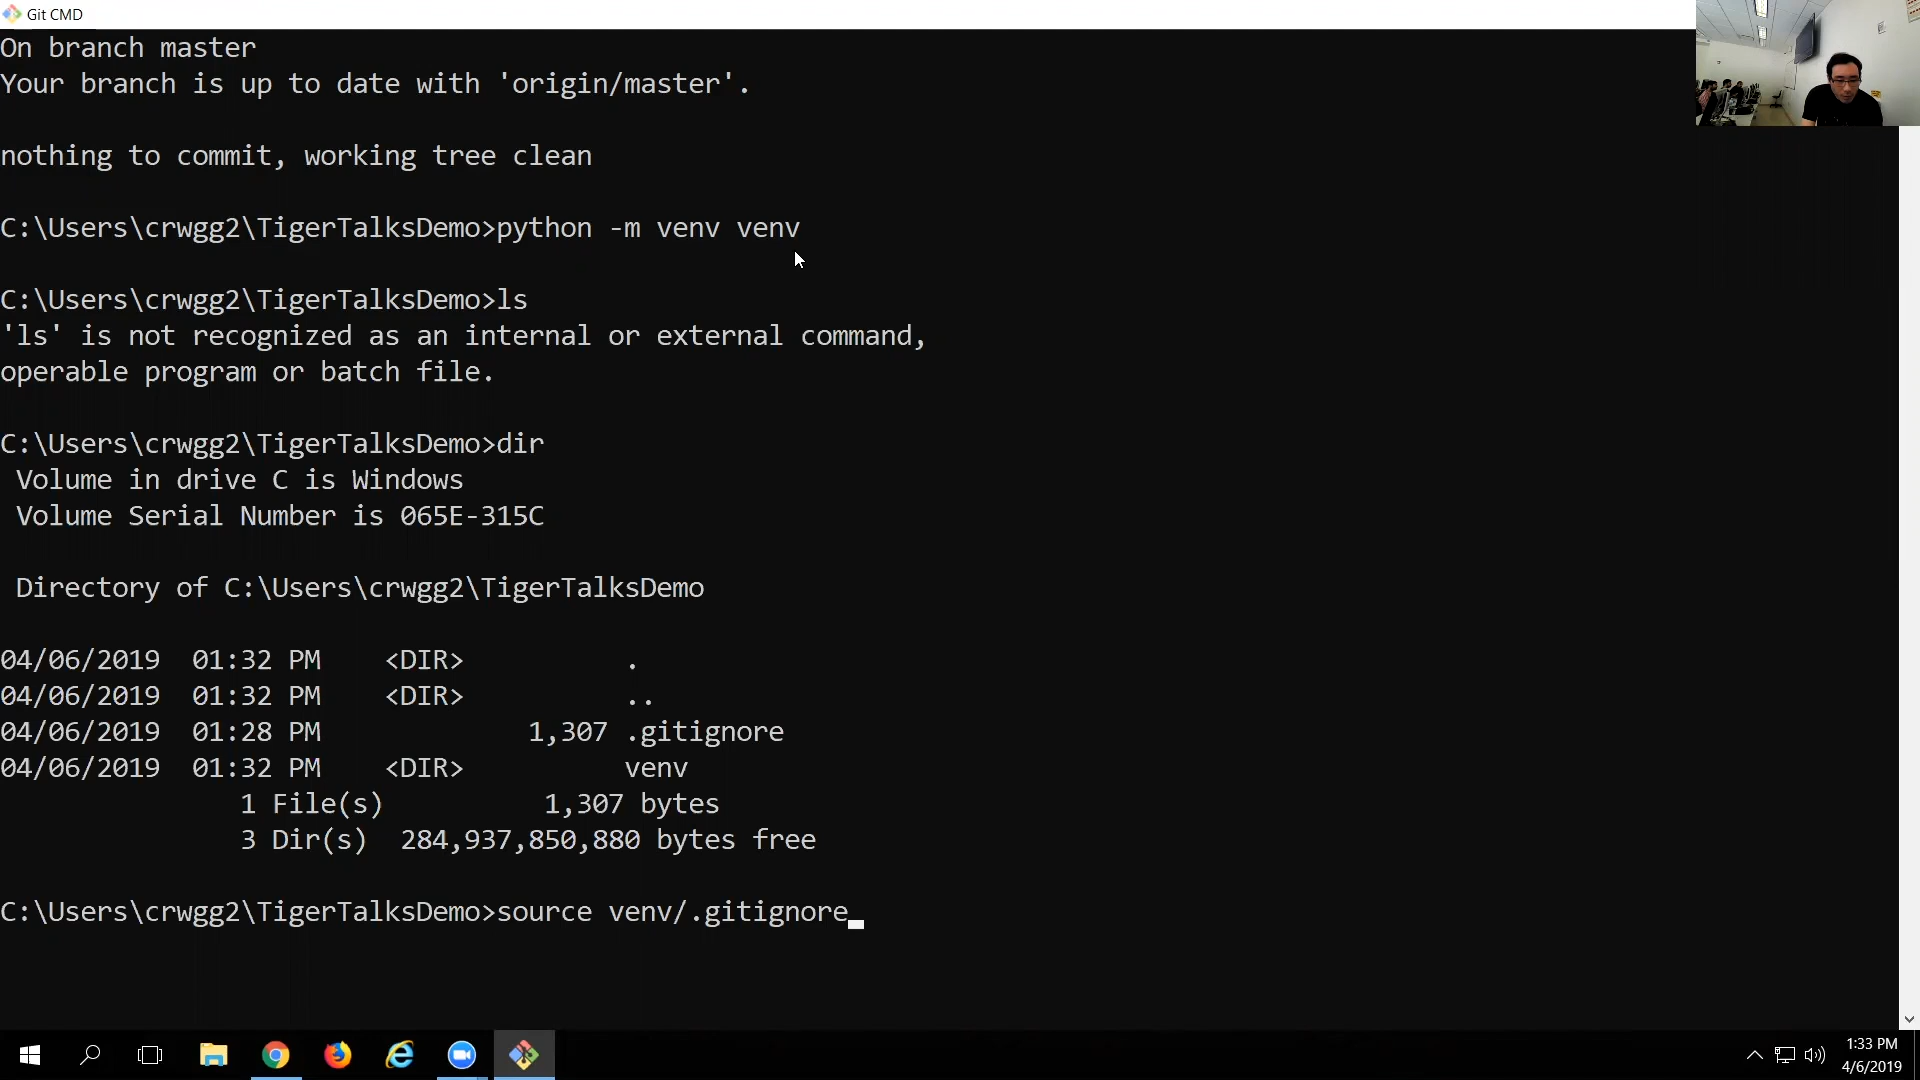 Git CMD
On branch master
Your branch is up to date with 'origin/master'.
nothing to commit, working tree clean
C:\Users\crwgg2\TigerTalksDemo>python -m venv venv
C:\Users\crwgg2\TigerTalksDemo>ls
'ls' is not recognized as an internal or external command,
operable program or batch file.
C:\Users\crwgg2\TigerTalksDemo>dir
Volume in drive C is Windows
Volume Serial Number is 065E-315C
Directory of C:\Users\crwgg2\TigerTalksDemo
04/06/2019  01:32 PM    <DIR>          .
04/06/2019  01:32 PM    <DIR>          ..
04/06/2019  01:28 PM             1,307 .gitignore
04/06/2019  01:32 PM    <DIR>          venv
1 File(s)          1,307 bytes
3 Dir(s)  284,937,850,880 bytes free
C:\Users\crwgg2\TigerTalksDemo>source venv/.gitignore
1:33 PM
4/6/2019